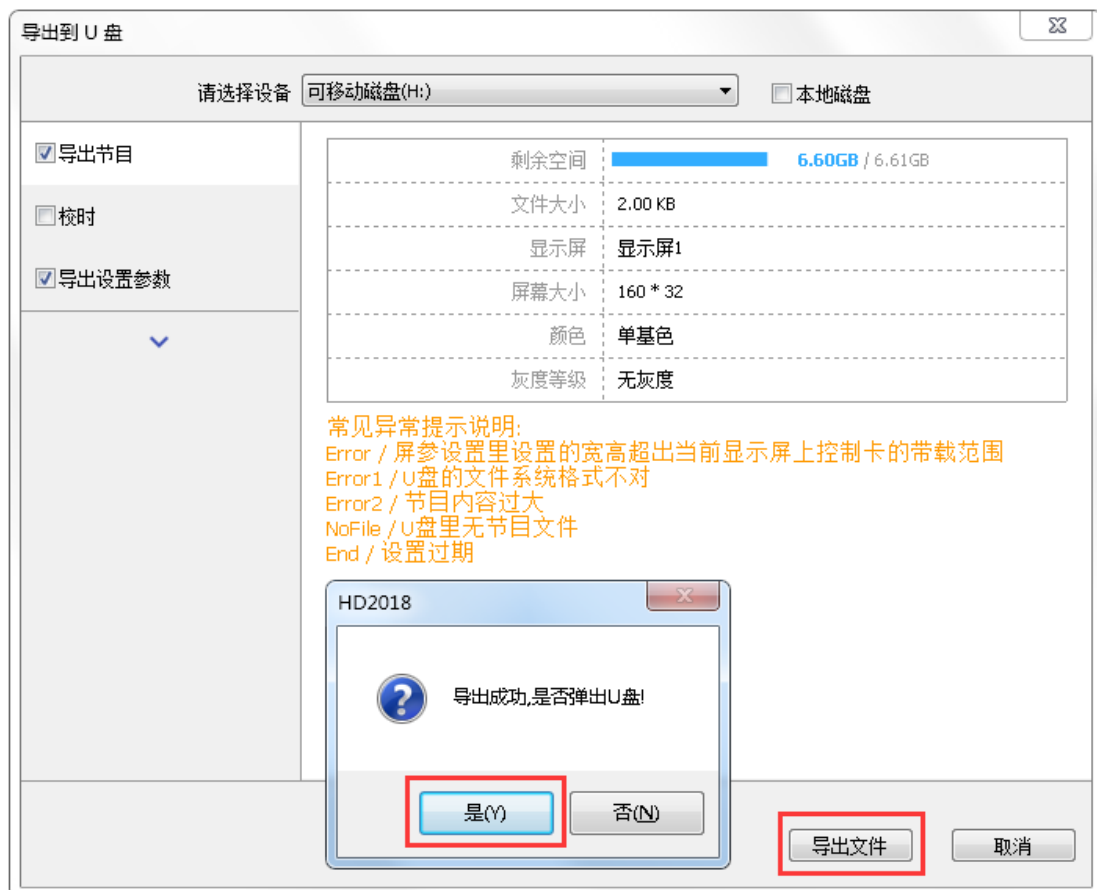 导出到 U 盘
请选择设备 可移动磁盘(H:) 本地磁盘
导出节目
校时
导出设置参数
剩余空间 6.60GB / 6.61GB
文件大小 2.00 KB
显示屏 显示屏1
屏幕大小 160 * 32
颜色 单基色
灰度等级 无灰度
常见异常提示说明:
Error / 屏参设置里设置的宽高超出当前显示屏上控制卡的带载范围
Error1 / U盘的文件系统格式不对
Error2 / 节目内容过大
NoFile / U盘里无节目文件
End / 设置过期
HD2018
导出成功,是否弹出U盘!
是(Y) 否(N)
导出文件 取消